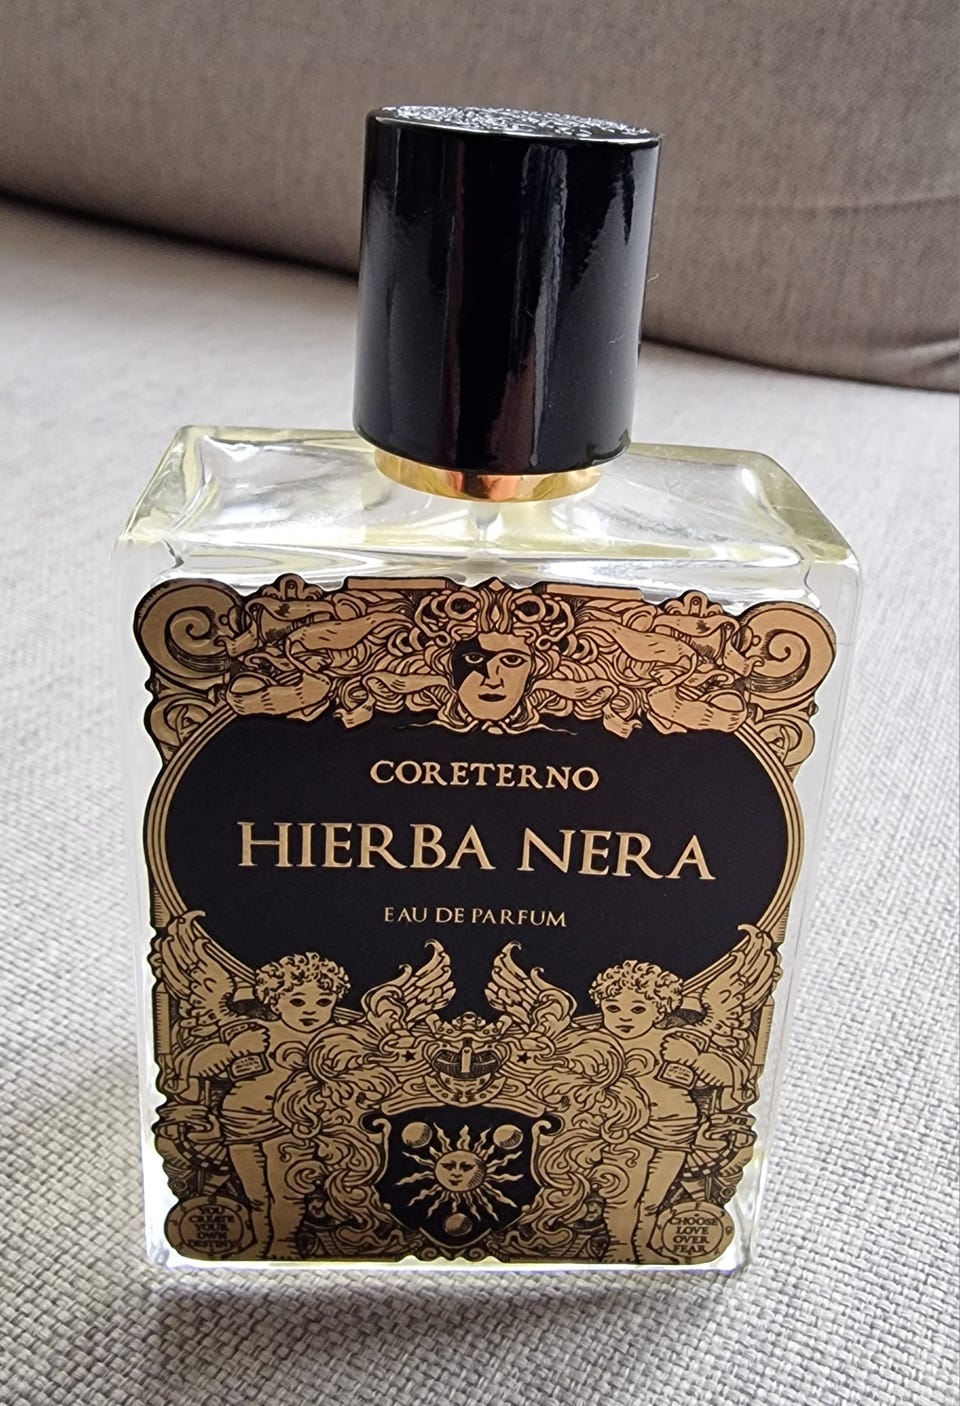 CORETERNO
HIERBA NERA
EAU DE PARFUM
YOU
CREATE
YOUR
OWN
DESTINY
CHOOSE
LOVE
OVER
FEAR